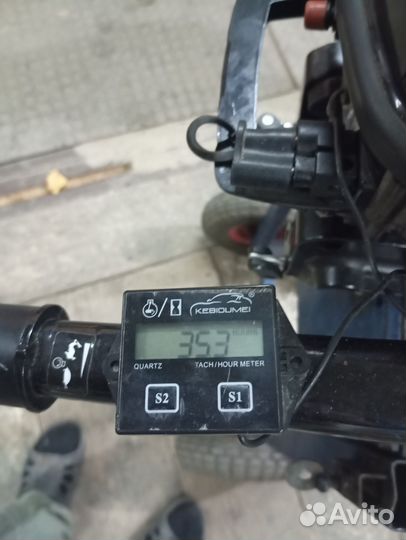 KEBIDUMEI
35.3
QUARTZ TACH/HOUR METER
S2 S1
Avito